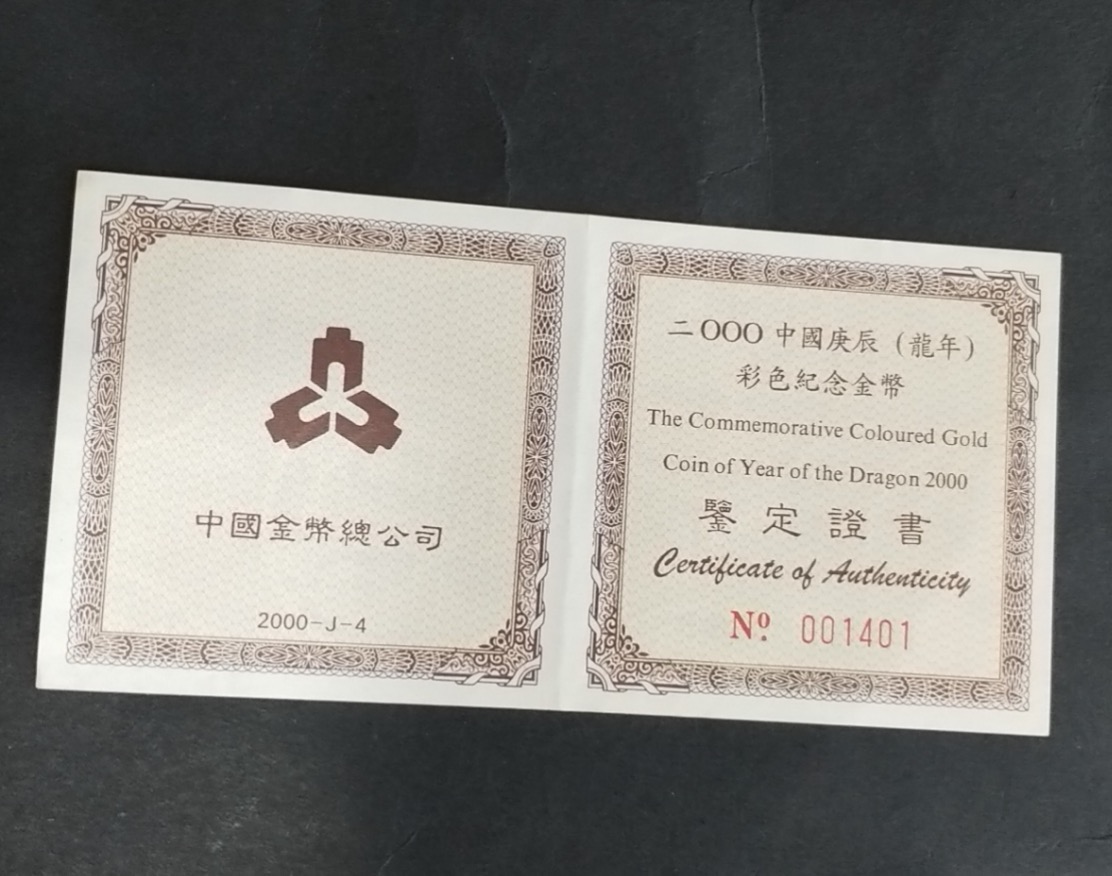 中國金幣總公司
2000-J-4
二OOO中國庚辰（龍年）
彩色紀念金幣
The Commemorative Coloured Gold
Coin of Year of the Dragon 2000
鑒定證書
Certificate of Authenticity
Nº 001401